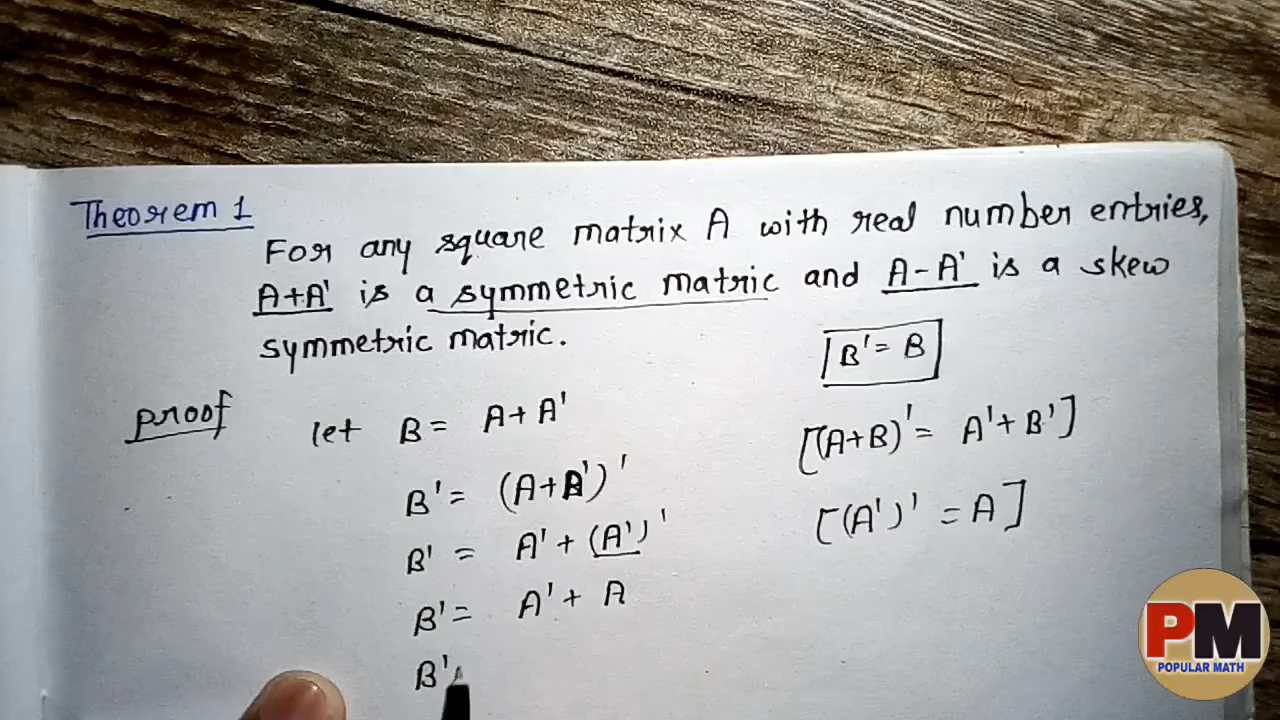 Theorem 1
For any square matrix A with real number entries,
A+A' is a symmetric matric and A-A' is a skew
symmetric matric.
B' = B
Proof let B = A+A' [(A+B)' = A'+B']
B' = (A+A')' [(A')' = A]
B' = A' + (A')'
B' = A' + A
B'
PM
POPULAR MATH